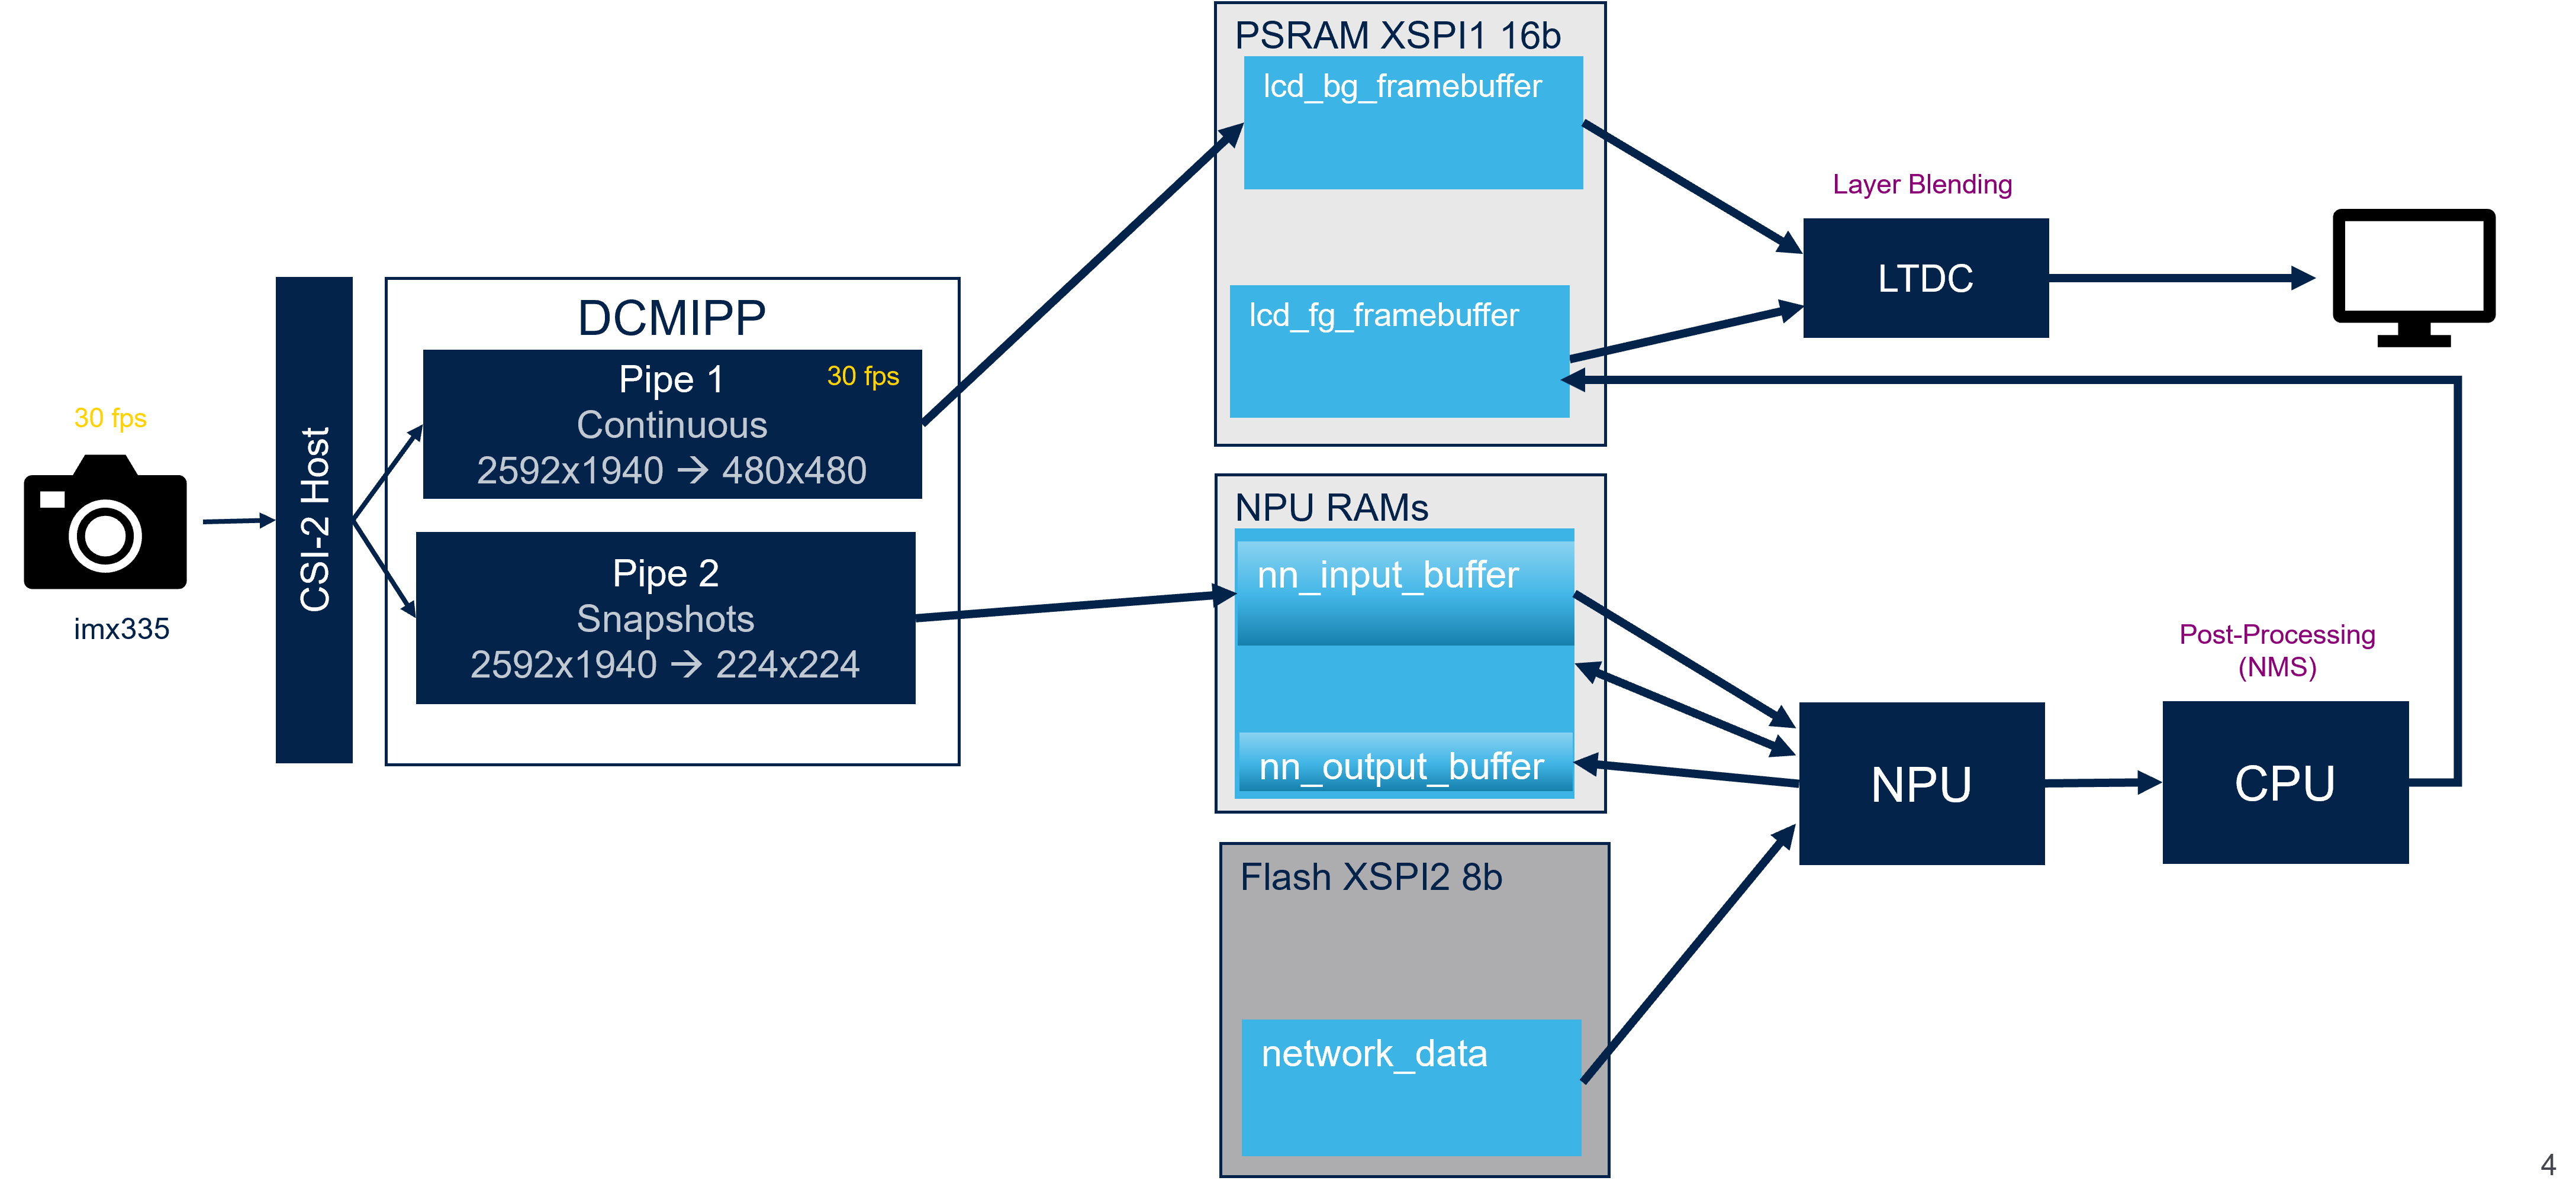 30 fps
imx335
CSI-2 Host
DCMIPP
Pipe 1
30 fps
Continuous
2592x1940 → 480x480
Pipe 2
Snapshots
2592x1940 → 224x224
PSRAM XSPI1 16b
lcd_bg_framebuffer
lcd_fg_framebuffer
NPU RAMs
nn_input_buffer
nn_output_buffer
Flash XSPI2 8b
network_data
Layer Blending
LTDC
NPU
Post-Processing
(NMS)
CPU
4